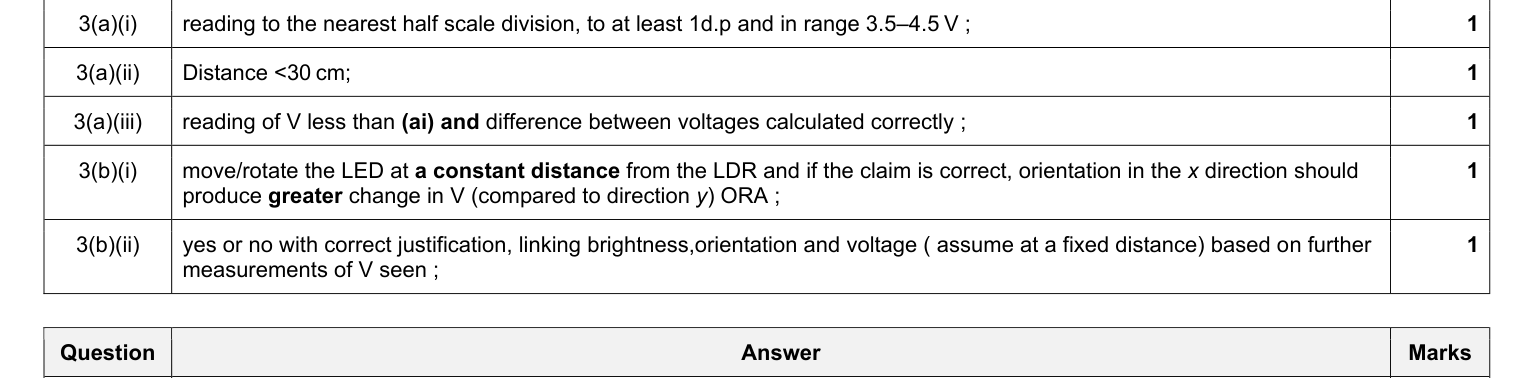 3(a)(i) reading to the nearest half scale division, to at least 1d.p and in range 3.5–4.5 V ; 1
3(a)(ii) Distance <30 cm; 1
3(a)(iii) reading of V less than (ai) and difference between voltages calculated correctly ; 1
3(b)(i) move/rotate the LED at a constant distance from the LDR and if the claim is correct, orientation in the x direction should 1
produce greater change in V (compared to direction y) ORA ;
3(b)(ii) yes or no with correct justification, linking brightness,orientation and voltage ( assume at a fixed distance) based on further 1
measurements of V seen ;
Question Answer Marks